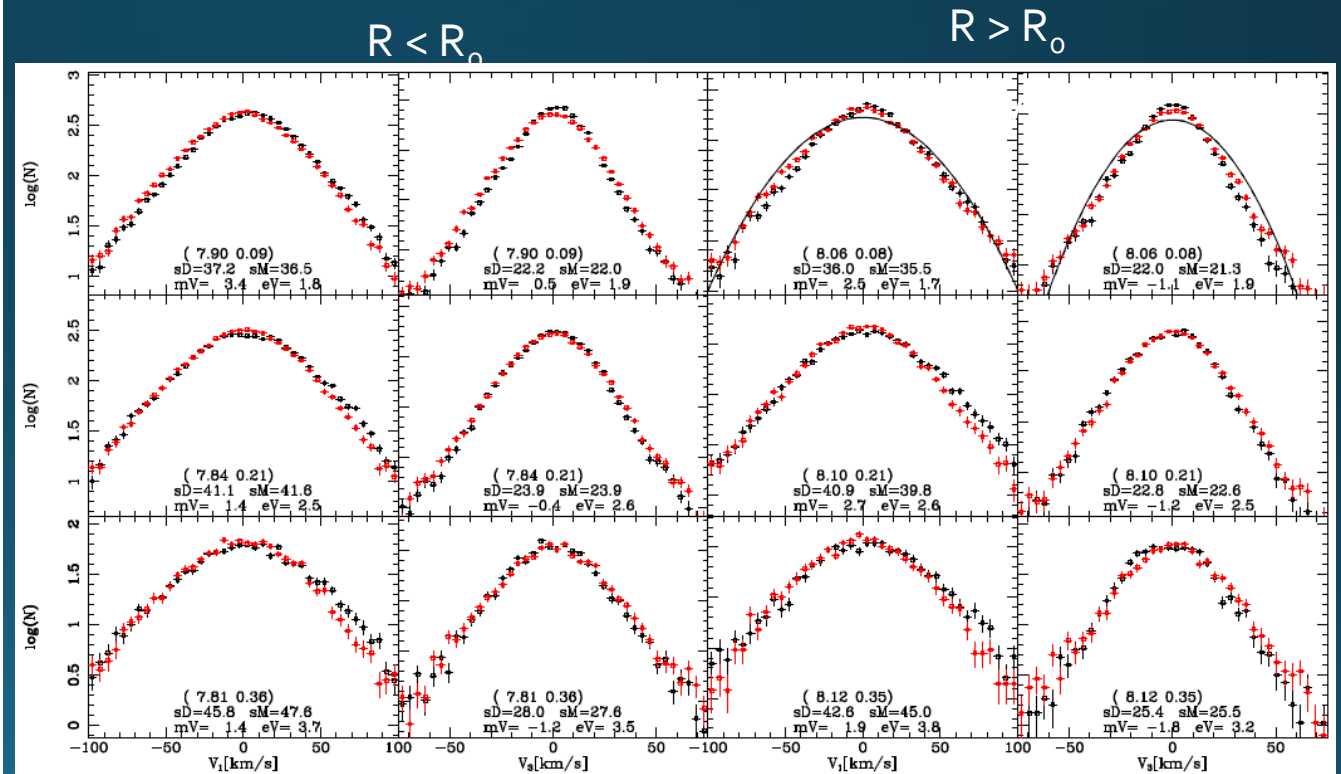 R < R₀
R > R₀
3
2.5
2
1.5
1
log(N)
( 7.90 0.09)
sD=37.2 sM=36.5
mV= 3.4 eV= 1.8
( 7.90 0.09)
sD=22.2 sM=22.0
mV= 0.5 eV= 1.9
( 8.06 0.08)
sD=36.0 sM=35.5
mV= 2.5 eV= 1.7
( 8.06 0.08)
sD=22.0 sM=21.3
mV= −1.1 eV= 1.9
2.5
2
1.5
1
log(N)
( 7.84 0.21)
sD=41.1 sM=41.6
mV= 1.4 eV= 2.5
( 7.84 0.21)
sD=23.9 sM=23.9
mV= −0.4 eV= 2.6
( 8.10 0.21)
sD=40.9 sM=39.8
mV= 2.7 eV= 2.6
( 8.10 0.21)
sD=22.8 sM=22.6
mV= −1.2 eV= 2.5
2
1.5
1
0.5
0
log(N)
( 7.81 0.36)
sD=45.8 sM=47.6
mV= 1.4 eV= 3.7
( 7.81 0.36)
sD=28.0 sM=27.6
mV= −1.2 eV= 3.5
( 8.12 0.35)
sD=42.6 sM=45.0
mV= 1.9 eV= 3.8
( 8.12 0.35)
sD=25.4 sM=25.5
mV= −1.8 eV= 3.2
−100 −50 0 50 100 −50 0 50 −50 0 50 100 −50 0 50
V₁[km/s] V₃[km/s] V₁[km/s] V₃[km/s]